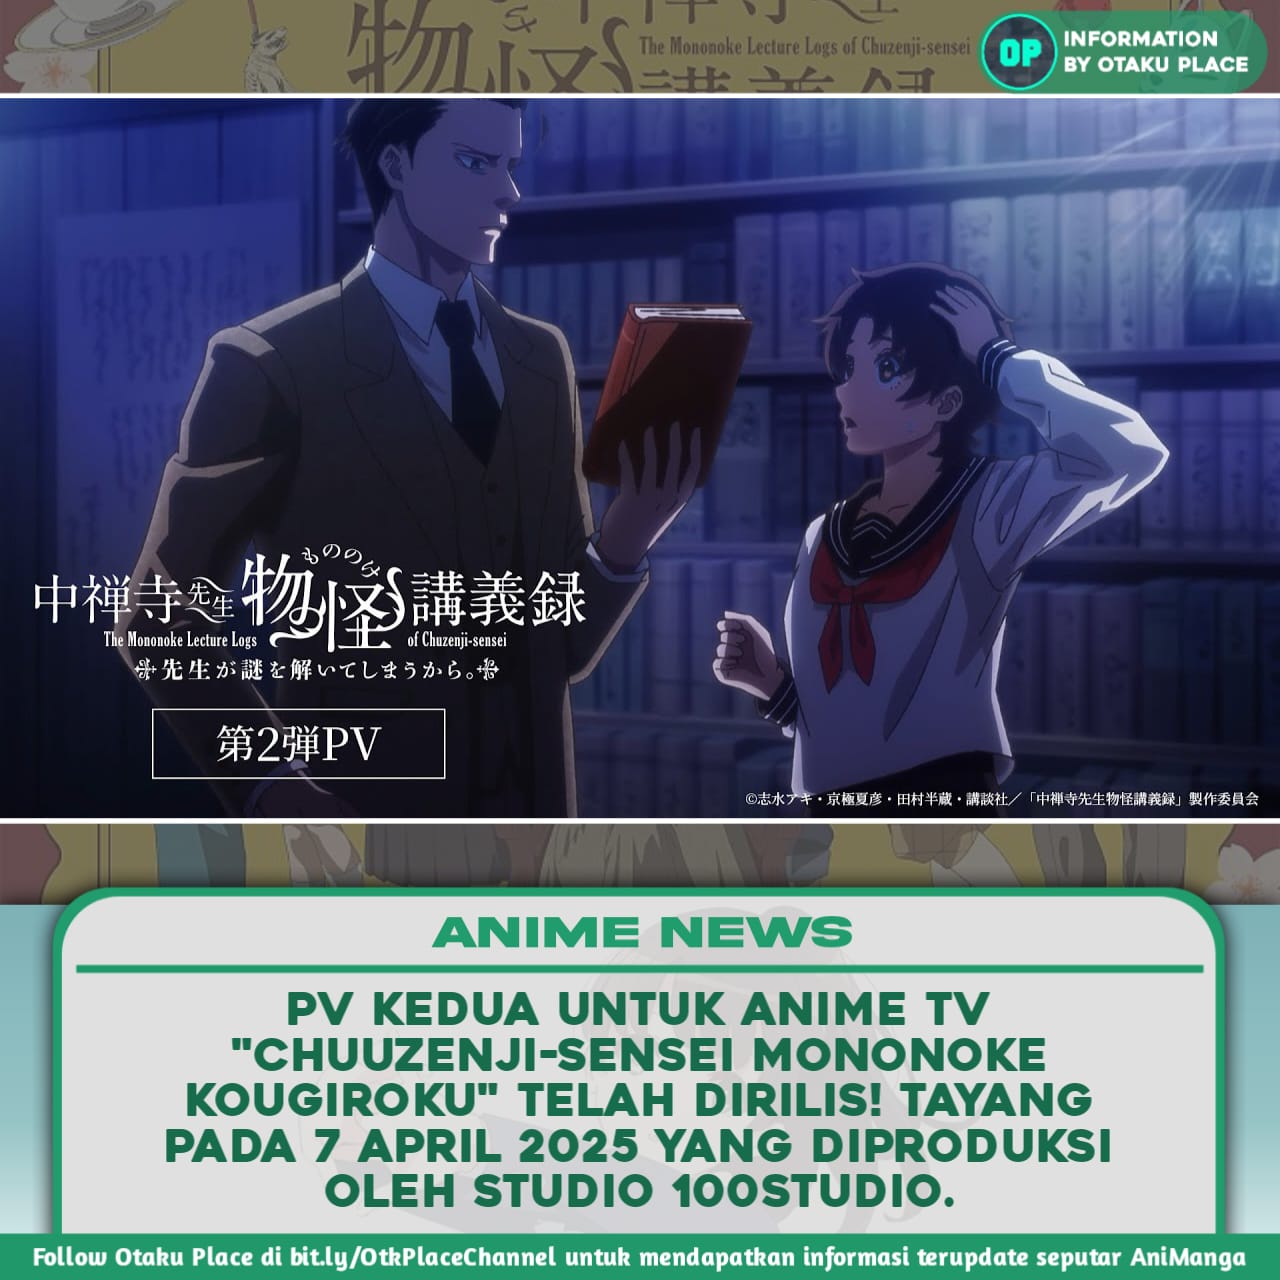 The Mononoke Lecture Logs of Chuzenji-sensei
物怪
講義録
OP
INFORMATION
BY OTAKU PLACE
もののけ
中禅寺先生物怪講義録
The Mononoke Lecture Logs of Chuzenji-sensei
先生が謎を解いてしまうから。
第2弾PV
©志水アキ・京極夏彦・田村半蔵・講談社／「中禅寺先生物怪講義録」製作委員会
ANIME NEWS
PV KEDUA UNTUK ANIME TV
"CHUUZENJI-SENSEI MONONOKE
KOUGIROKU" TELAH DIRILIS! TAYANG
PADA 7 APRIL 2025 YANG DIPRODUKSI
OLEH STUDIO 100STUDIO.
Follow Otaku Place di bit.ly/OtkPlaceChannel untuk mendapatkan informasi terupdate seputar AniManga